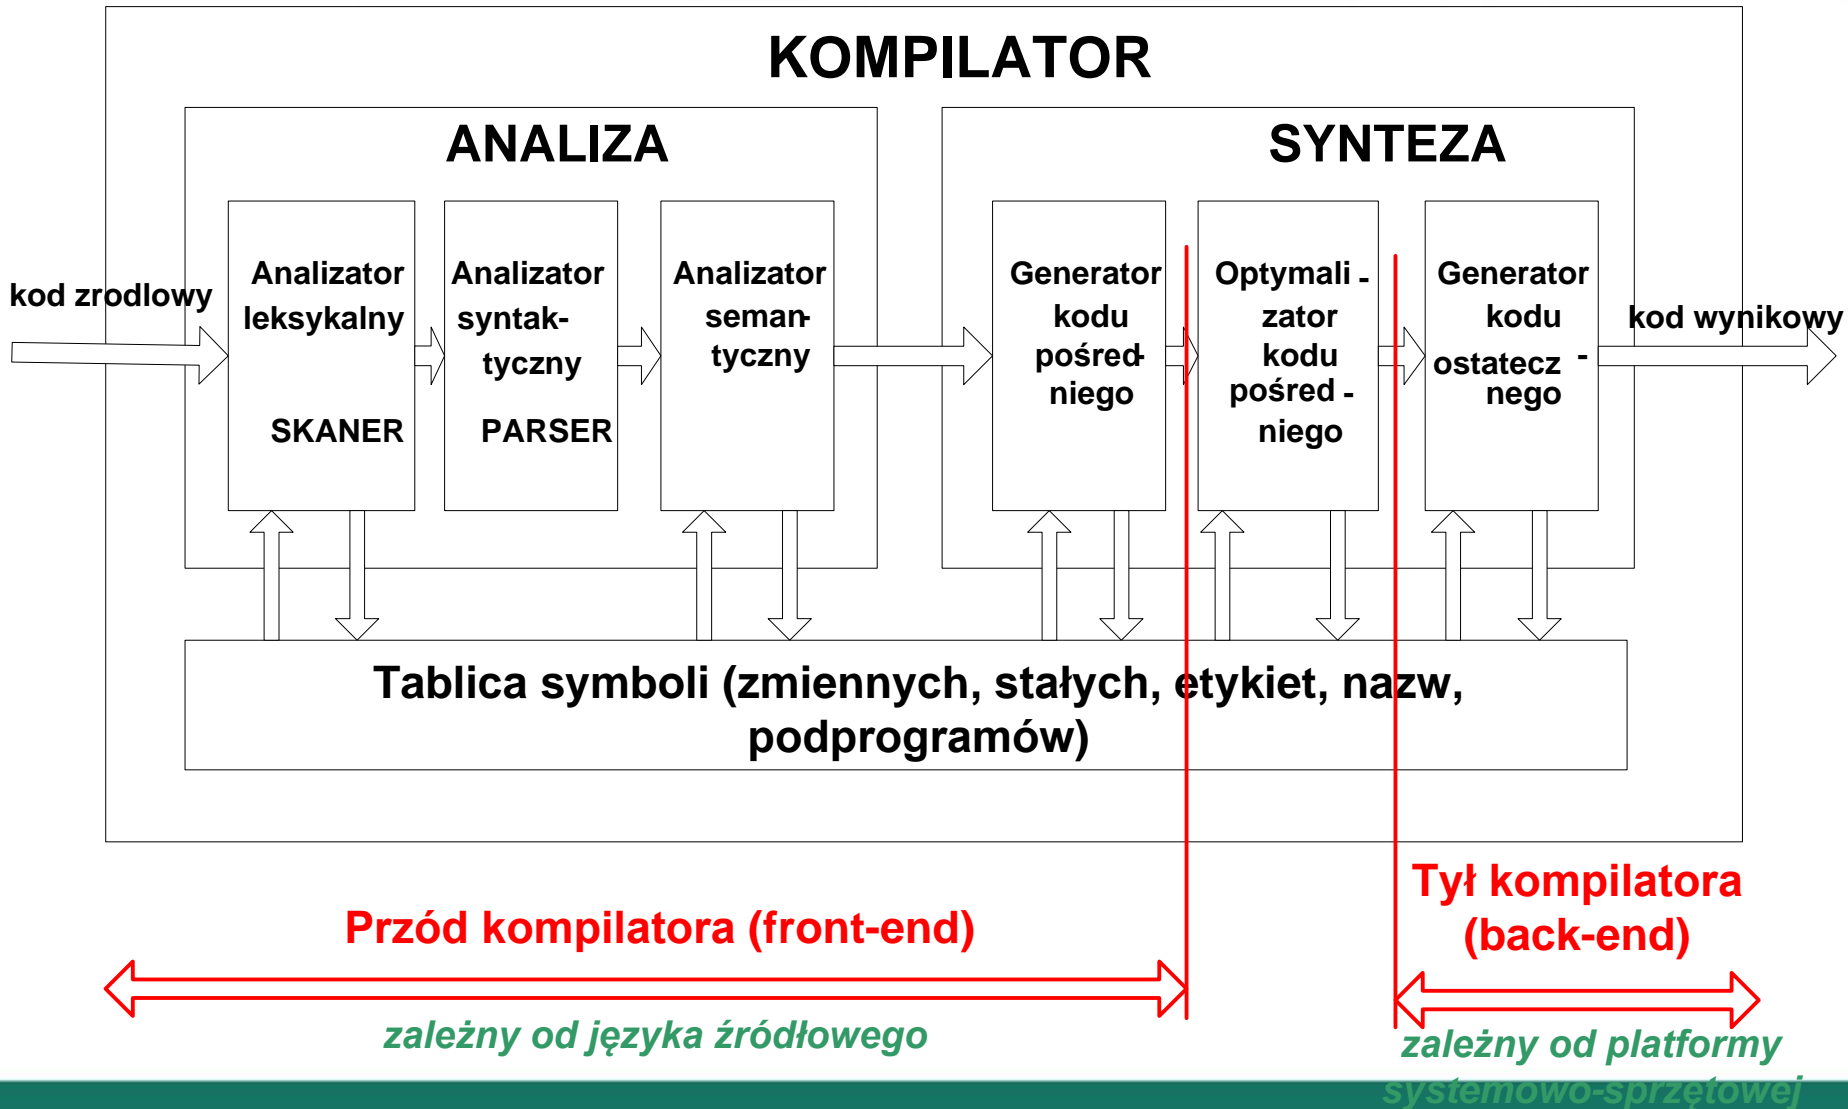 KOMPILATOR
ANALIZA
SYNTEZA
kod zrodlowy
Analizator
leksykalny
SKANER
Analizator
syntak-
tyczny
PARSER
Analizator
seman-
tyczny
Generator
kodu
pośred-
niego
Optymali -
zator
kodu
pośred -
niego
Generator
kodu
ostatecz -
nego
kod wynikowy
Tablica symboli (zmiennych, stałych, etykiet, nazw,
podprogramów)
Przód kompilatora (front-end)
zależny od języka źródłowego
Tył kompilatora
(back-end)
zależny od platformy
systemowo-sprzętowej